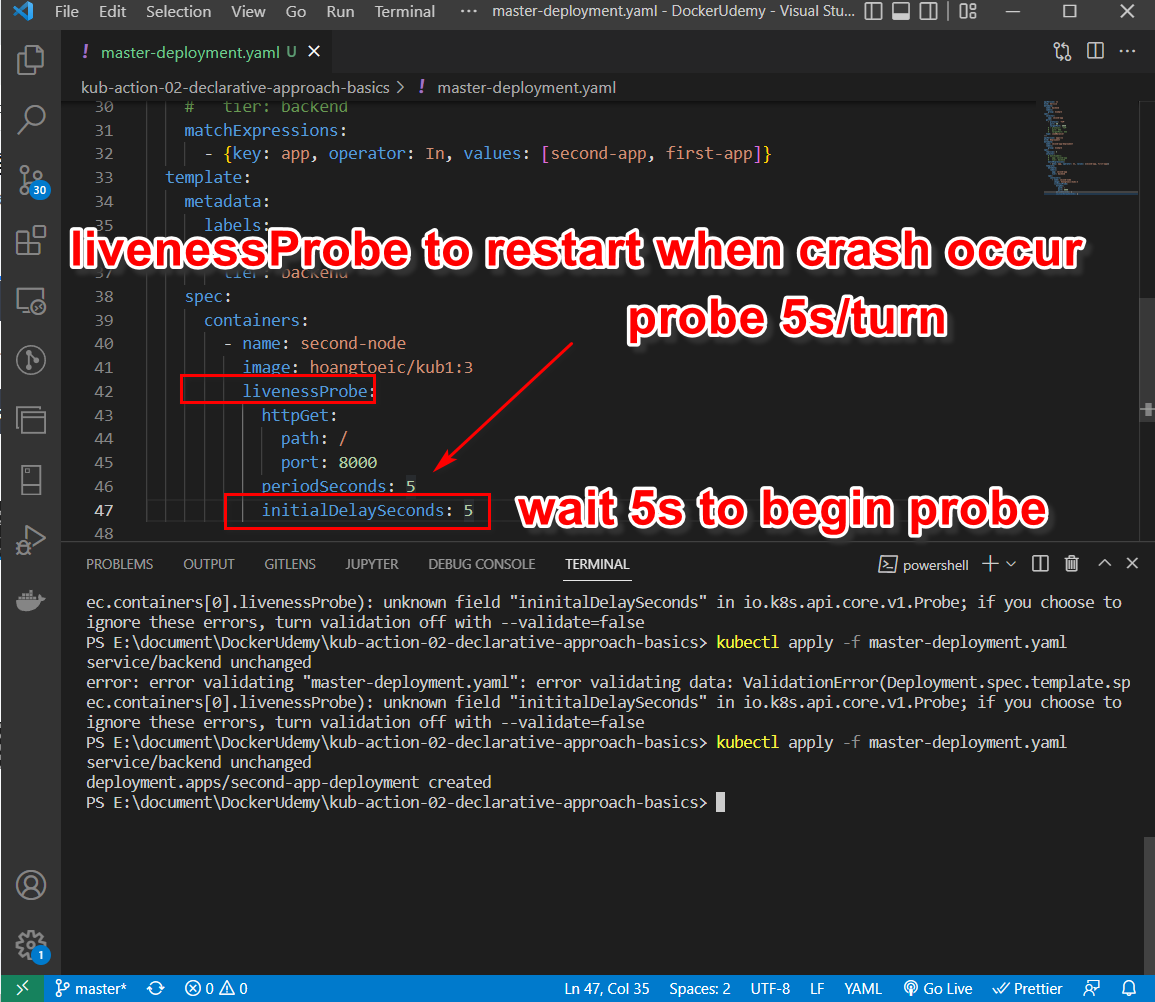 File Edit Selection View Go Run Terminal ··· master-deployment.yaml - DockerUdemy - Visual Stu...
! master-deployment.yaml U
kub-action-02-declarative-approach-basics > ! master-deployment.yaml
30 # tier: backend
31 matchExpressions:
32 - {key: app, operator: In, values: [second-app, first-app]}
33 template:
34 metadata:
35 labels:
livenessProbe to restart when crash occur
37 tier: backend
38 spec:
probe 5s/turn
39 containers:
40 - name: second-node
41 image: hoangtoeic/kub1:3
42 livenessProbe:
43 httpGet:
44 path: /
45 port: 8000
46 periodSeconds: 5
47 initialDelaySeconds: 5
wait 5s to begin probe
48
30
PROBLEMS OUTPUT GITLENS JUPYTER DEBUG CONSOLE TERMINAL powershell
ec.containers[0].livenessProbe): unknown field "ininitalDelaySeconds" in io.k8s.api.core.v1.Probe; if you choose to
ignore these errors, turn validation off with --validate=false
PS E:\document\DockerUdemy\kub-action-02-declarative-approach-basics> kubectl apply -f master-deployment.yaml
service/backend unchanged
error: error validating "master-deployment.yaml": error validating data: ValidationError(Deployment.spec.template.sp
ec.containers[0].livenessProbe): unknown field "inititalDelaySeconds" in io.k8s.api.core.v1.Probe; if you choose to
ignore these errors, turn validation off with --validate=false
PS E:\document\DockerUdemy\kub-action-02-declarative-approach-basics> kubectl apply -f master-deployment.yaml
service/backend unchanged
deployment.apps/second-app-deployment created
PS E:\document\DockerUdemy\kub-action-02-declarative-approach-basics>
1
master* 0 0 Ln 47, Col 35 Spaces: 2 UTF-8 LF YAML Go Live Prettier